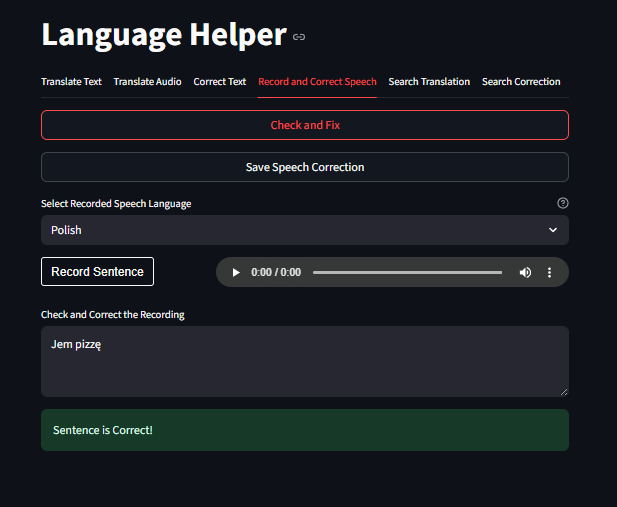 Language Helper
Translate Text Translate Audio Correct Text Record and Correct Speech Search Translation Search Correction
Check and Fix
Save Speech Correction
Select Recorded Speech Language
Polish
Record Sentence 0:00 / 0:00
Check and Correct the Recording
Jem pizzę
Sentence is Correct!